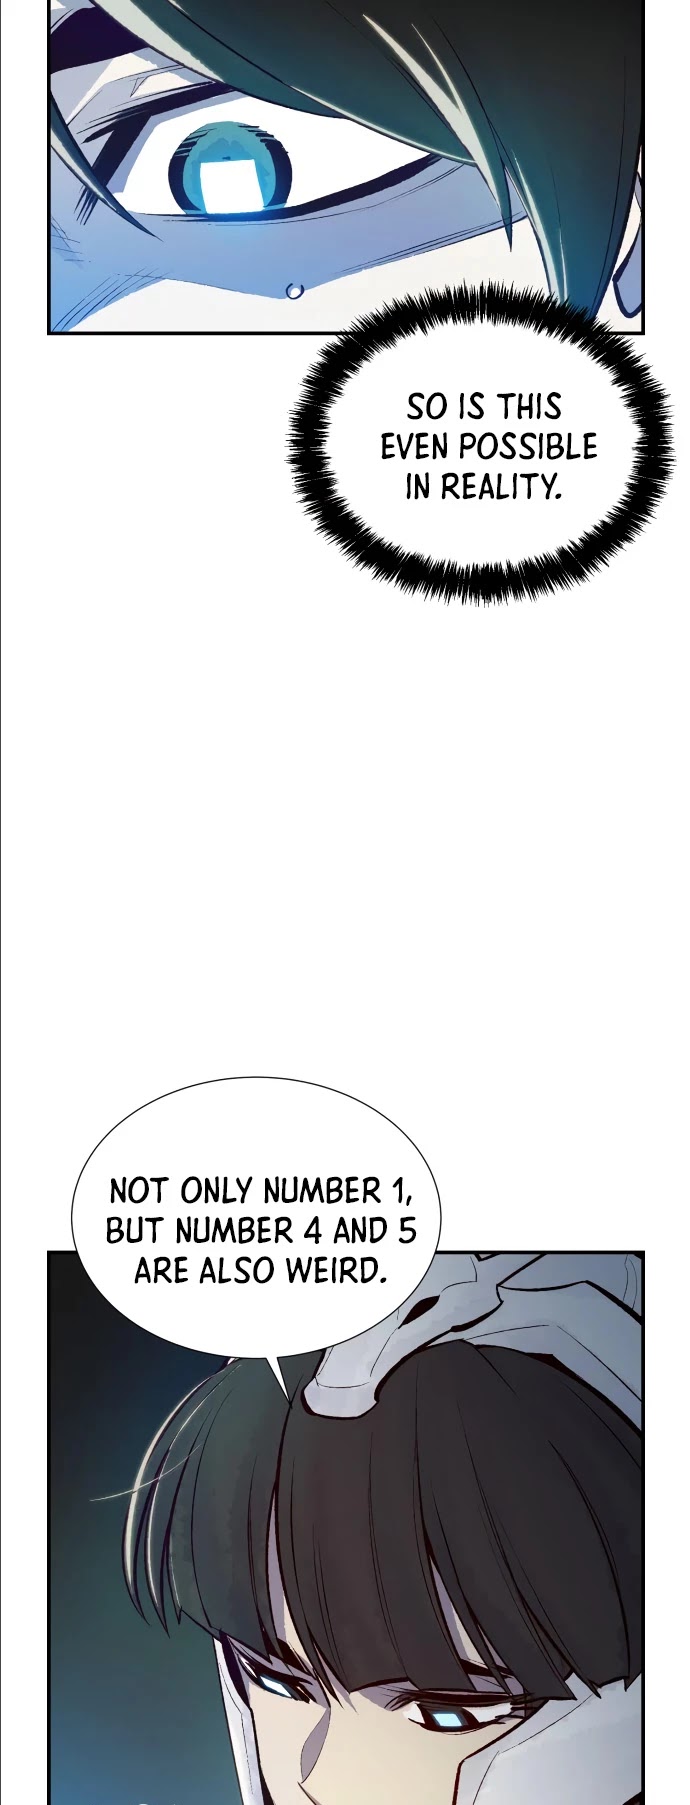 SO IS THIS
EVEN POSSIBLE
IN REALITY.
NOT ONLY NUMBER 1,
BUT NUMBER 4 AND 5
ARE ALSO WEIRD.